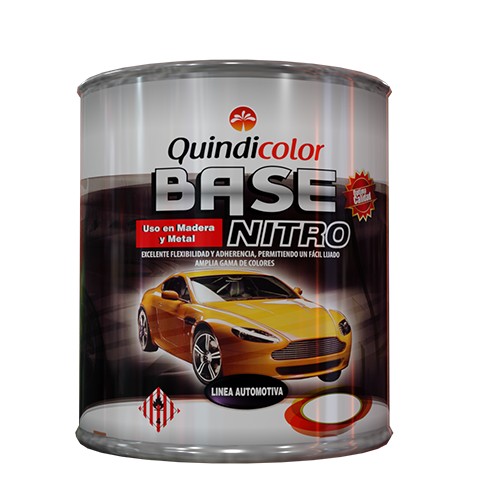 Quindicolor
BASE
NITRO
Uso en Madera
y Metal
EXCELENTE FLEXIBILIDAD Y ADHERENCIA, PERMITIENDO UN FÁCIL LIJADO
AMPLIA GAMA DE COLORES
Calidad
LINEA AUTOMOTIVA